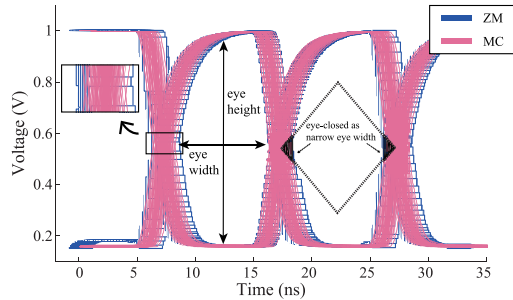 ZM
MC
1
0.8
0.6
0.4
0.2
Voltage (V)
eye
height
eye
width
eye-closed as
narrow eye width
0
5
10
15
20
25
30
35
Time (ns)